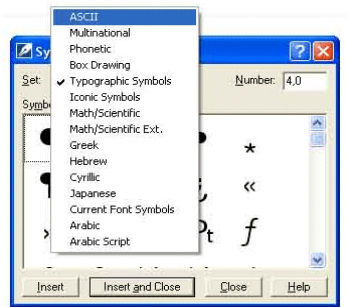 ASCII
Multinational
Phonetic
Box Drawing
Typographic Symbols
Iconic Symbols
Math/Scientific
Math/Scientific Ext.
Greek
Hebrew
Cyrillic
Japanese
Current Font Symbols
Arabic
Arabic Script
Sy
Set:
Number: 4,0
Symbo
*
«
› ₧ ƒ
Insert Insert and Close Close Help